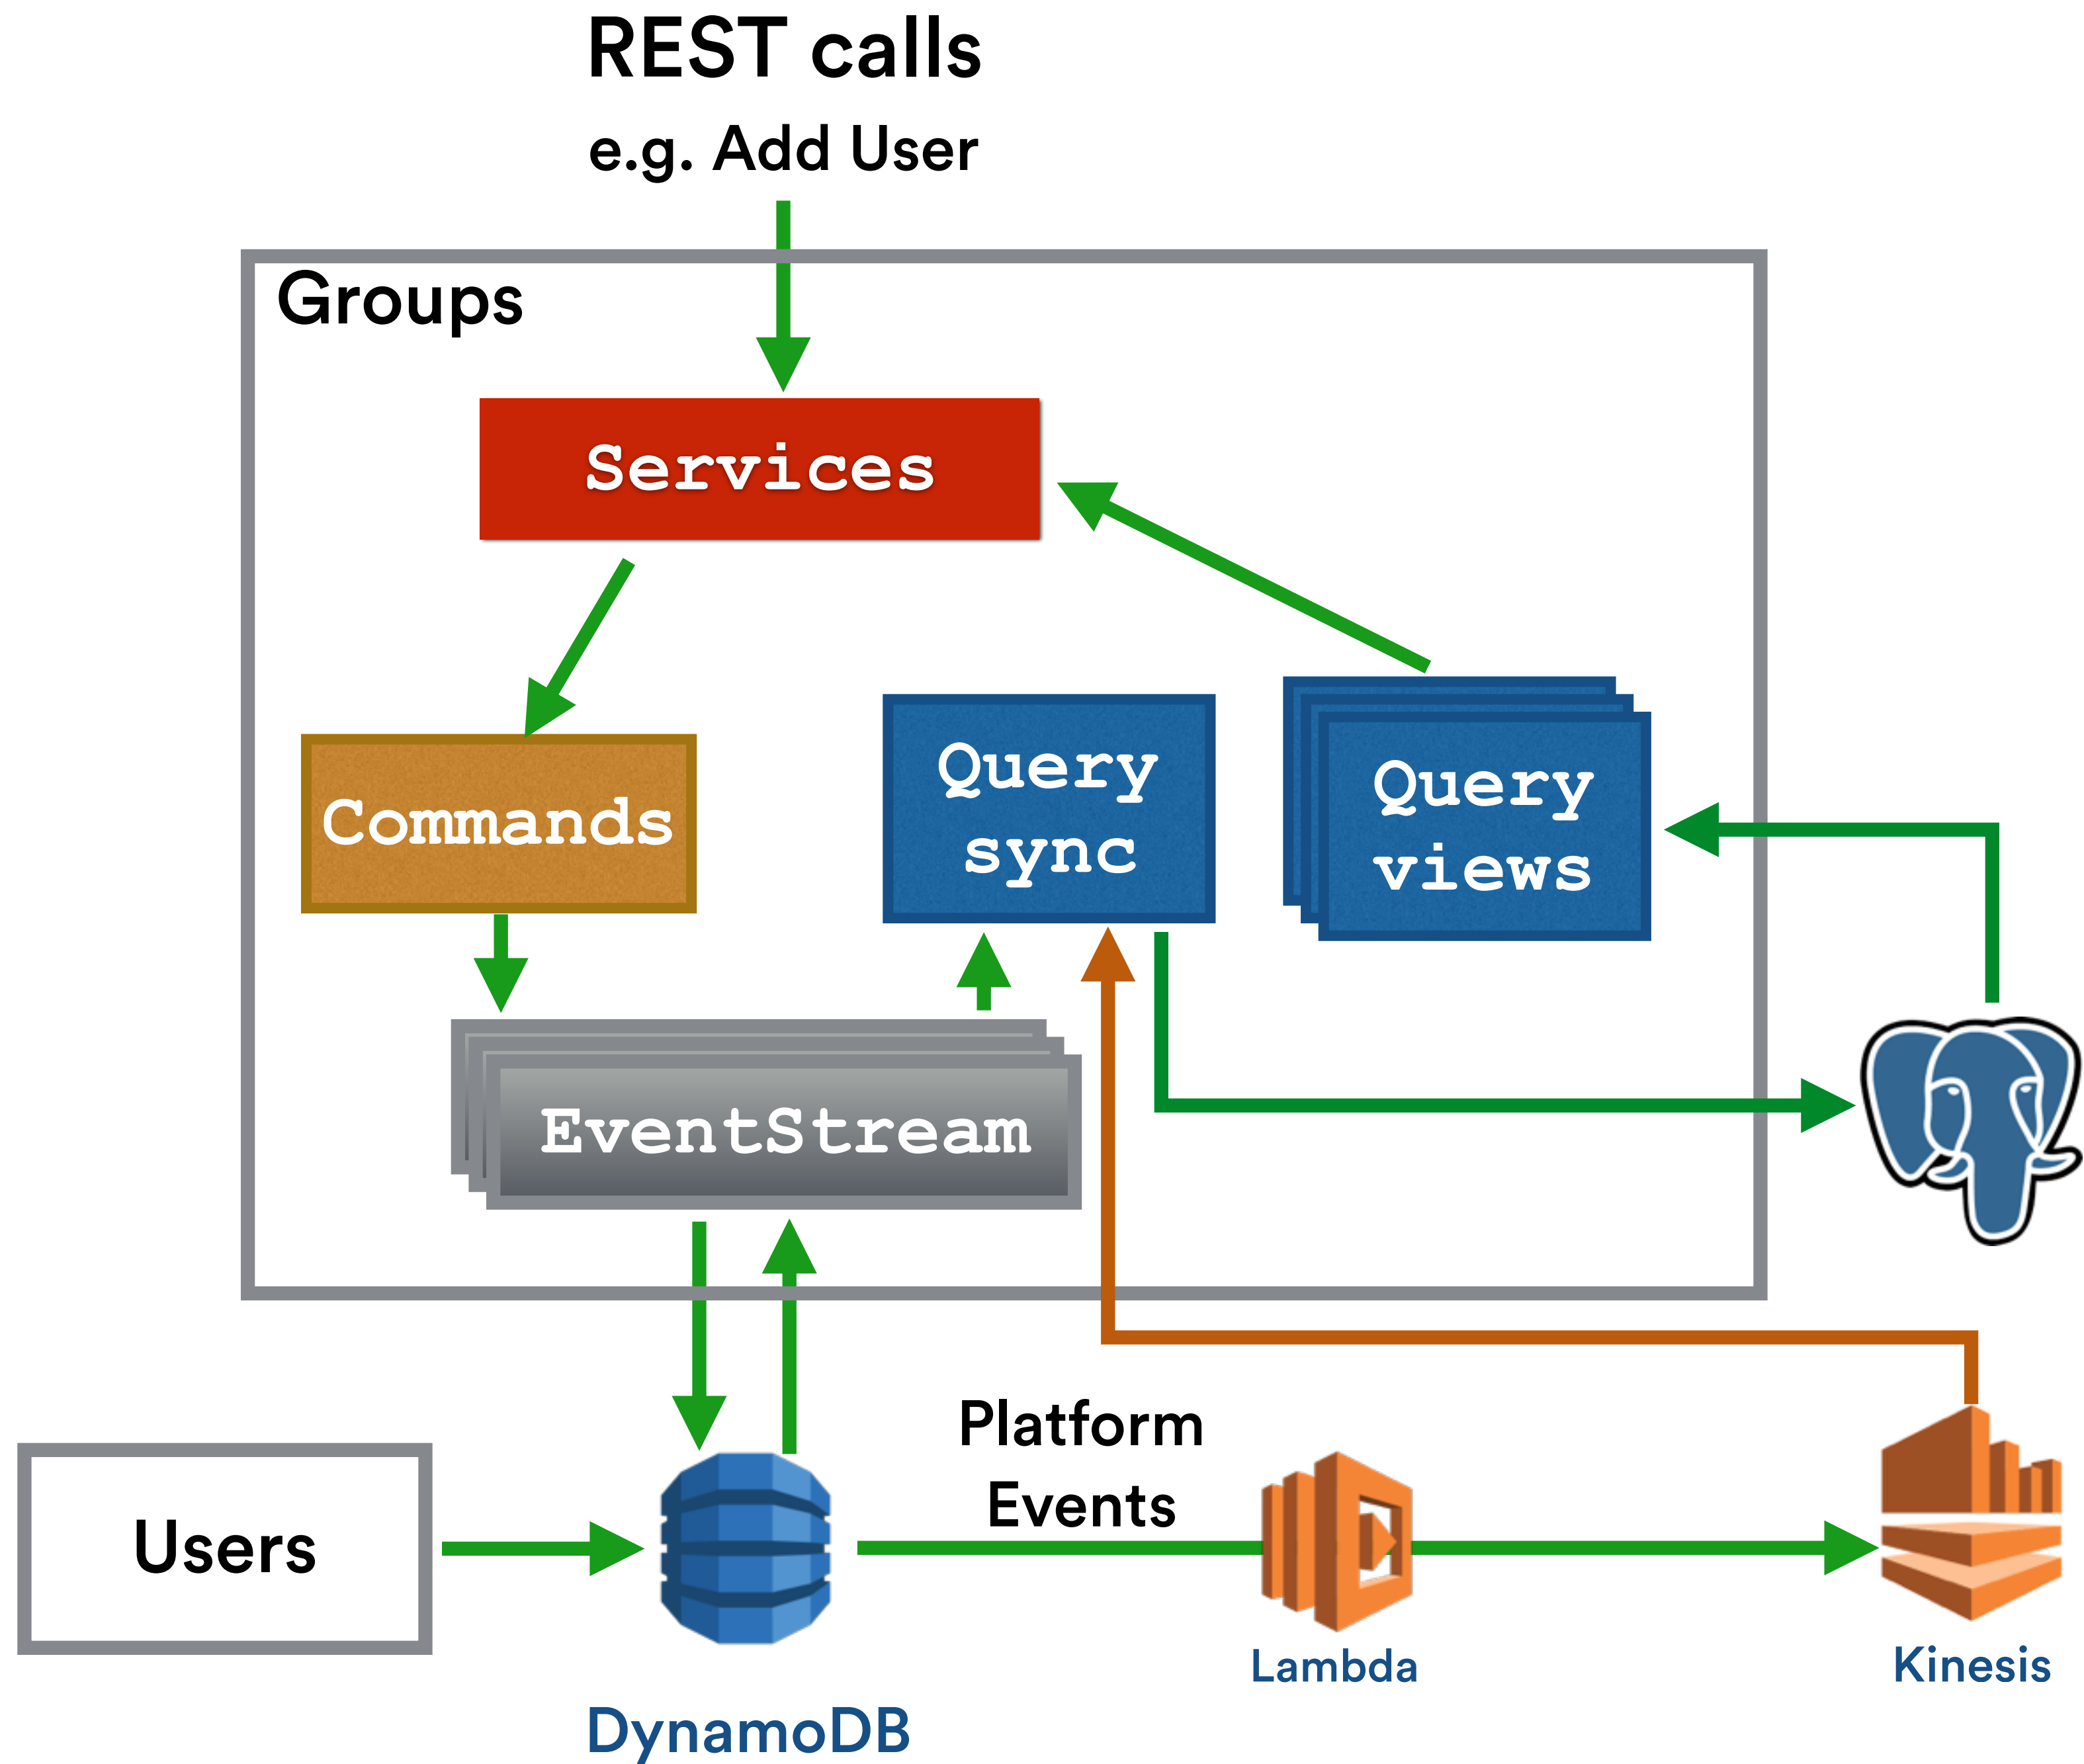 REST calls
e.g. Add User
Groups
Services
Commands
Query
sync
Query
views
EventStream
Platform
Events
Users
Lambda
Kinesis
DynamoDB